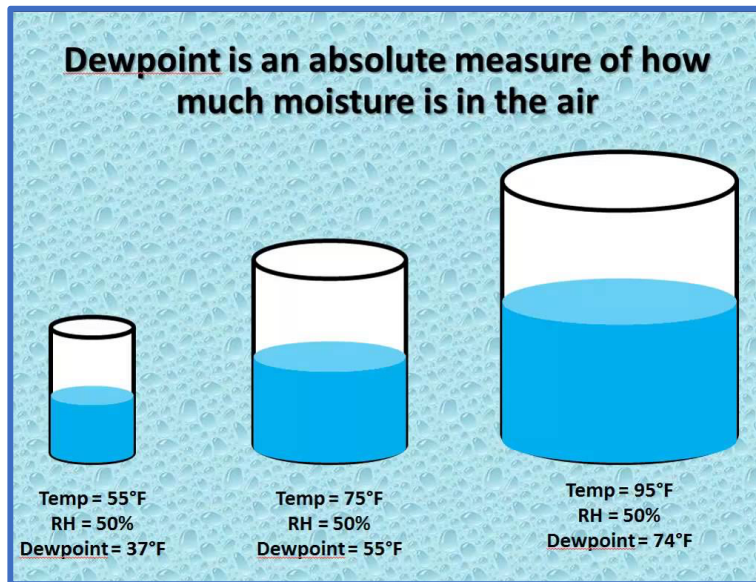 Dewpoint is an absolute measure of how
much moisture is in the air
Temp = 55°F
RH = 50%
Dewpoint = 37°F
Temp = 75°F
RH = 50%
Dewpoint = 55°F
Temp = 95°F
RH = 50%
Dewpoint = 74°F